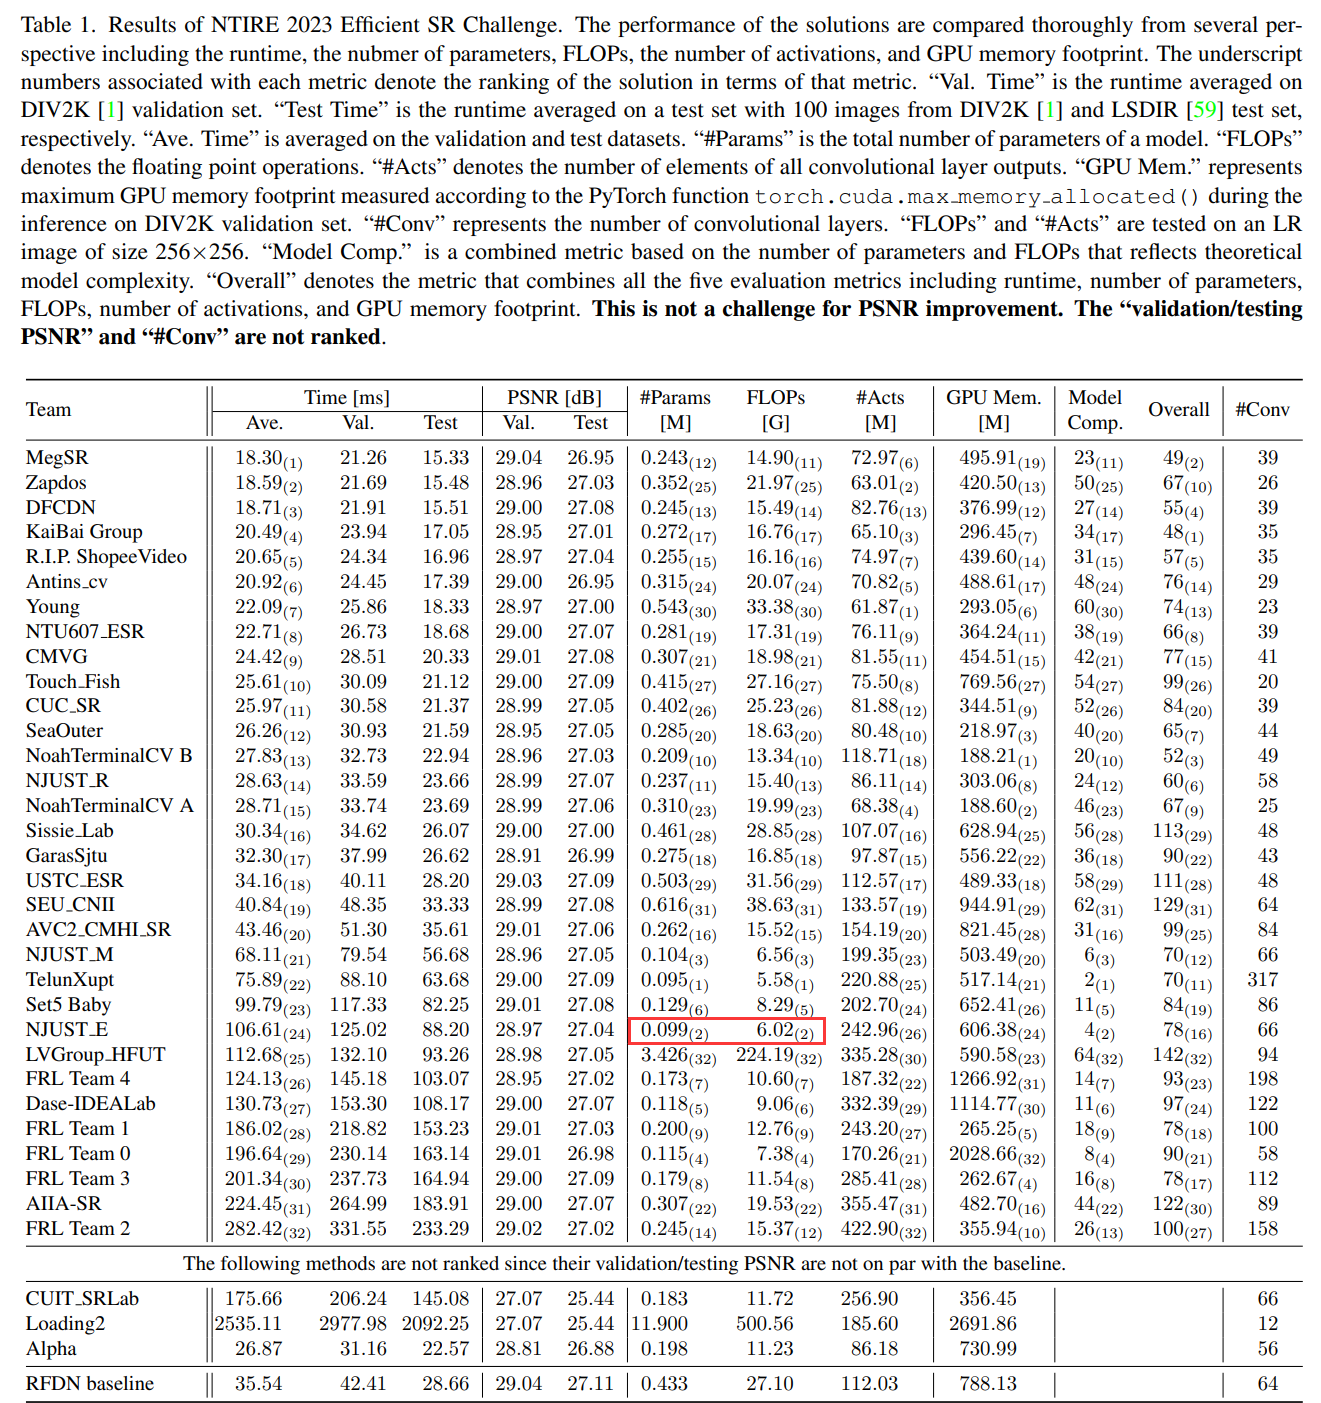 Table 1. Results of NTIRE 2023 Efficient SR Challenge. The performance of the solutions are compared thoroughly from several per-
spective including the runtime, the nubmer of parameters, FLOPs, the number of activations, and GPU memory footprint. The underscript
numbers associated with each metric denote the ranking of the solution in terms of that metric. “Val. Time” is the runtime averaged on
DIV2K [1] validation set. “Test Time” is the runtime averaged on a test set with 100 images from DIV2K [1] and LSDIR [59] test set,
respectively. “Ave. Time” is averaged on the validation and test datasets. “#Params” is the total number of parameters of a model. “FLOPs”
denotes the floating point operations. “#Acts” denotes the number of elements of all convolutional layer outputs. “GPU Mem.” represents
maximum GPU memory footprint measured according to the PyTorch function torch.cuda.max_memory_allocated() during the
inference on DIV2K validation set. “#Conv” represents the number of convolutional layers. “FLOPs” and “#Acts” are tested on an LR
image of size 256×256. “Model Comp.” is a combined metric based on the number of parameters and FLOPs that reflects theoretical
model complexity. “Overall” denotes the metric that combines all the five evaluation metrics including runtime, number of parameters,
FLOPs, number of activations, and GPU memory footprint. This is not a challenge for PSNR improvement. The “validation/testing
PSNR” and “#Conv” are not ranked.
Team Time [ms] PSNR [dB] #Params FLOPs #Acts GPU Mem. Model Overall #Conv
Ave. Val. Test Val. Test [M] [G] [M] [M] Comp.
MegSR 18.30(1) 21.26 15.33 29.04 26.95 0.243(12) 14.90(11) 72.97(6) 495.91(19) 23(11) 49(2) 39
Zapdos 18.59(2) 21.69 15.48 28.96 27.03 0.352(25) 21.97(25) 63.01(2) 420.50(13) 50(25) 67(10) 26
DFCDN 18.71(3) 21.91 15.51 29.00 27.08 0.245(13) 15.49(14) 82.76(13) 376.99(12) 27(14) 55(4) 39
KaiBai Group 20.49(4) 23.94 17.05 28.95 27.01 0.272(17) 16.76(17) 65.10(3) 296.45(7) 34(17) 48(1) 35
R.I.P. ShopeeVideo 20.65(5) 24.34 16.96 28.97 27.04 0.255(15) 16.16(16) 74.97(7) 439.60(14) 31(15) 57(5) 35
Antins_cv 20.92(6) 24.45 17.39 29.00 26.95 0.315(24) 20.07(24) 70.82(5) 488.61(17) 48(24) 76(14) 29
Young 22.09(7) 25.86 18.33 28.97 27.00 0.543(30) 33.38(30) 61.87(1) 293.05(6) 60(30) 74(13) 23
NTU607_ESR 22.71(8) 26.73 18.68 29.00 27.07 0.281(19) 17.31(19) 76.11(9) 364.24(11) 38(19) 66(8) 39
CMVG 24.42(9) 28.51 20.33 29.01 27.08 0.307(21) 18.98(21) 81.55(11) 454.51(15) 42(21) 77(15) 41
Touch_Fish 25.61(10) 30.09 21.12 29.00 27.09 0.415(27) 27.16(27) 75.50(8) 769.56(27) 54(27) 99(26) 20
CUC_SR 25.97(11) 30.58 21.37 28.99 27.05 0.402(26) 25.23(26) 81.88(12) 344.51(9) 52(26) 84(20) 39
SeaOuter 26.26(12) 30.93 21.59 28.95 27.05 0.285(20) 18.63(20) 80.48(10) 218.97(3) 40(20) 65(7) 44
NoahTerminalCV B 27.83(13) 32.73 22.94 28.96 27.03 0.209(10) 13.34(10) 118.71(18) 188.21(1) 20(10) 52(3) 49
NJUST_R 28.63(14) 33.59 23.66 28.99 27.07 0.237(11) 15.40(13) 86.11(14) 303.06(8) 24(12) 60(6) 58
NoahTerminalCV A 28.71(15) 33.74 23.69 28.99 27.06 0.310(23) 19.99(23) 68.38(4) 188.60(2) 46(23) 67(9) 25
Sissie_Lab 30.34(16) 34.62 26.07 29.00 27.00 0.461(28) 28.85(28) 107.07(16) 628.94(25) 56(28) 113(29) 48
GarasSjtu 32.30(17) 37.99 26.62 28.91 26.99 0.275(18) 16.85(18) 97.87(15) 556.22(22) 36(18) 90(22) 43
USTC_ESR 34.16(18) 40.11 28.20 29.03 27.09 0.503(29) 31.56(29) 112.57(17) 489.33(18) 58(29) 111(28) 48
SEU_CNII 40.84(19) 48.35 33.33 28.99 27.08 0.616(31) 38.63(31) 133.57(19) 944.91(29) 62(31) 129(31) 64
AVC2_CMHI_SR 43.46(20) 51.30 35.61 29.01 27.06 0.262(16) 15.52(15) 154.19(20) 821.45(28) 31(16) 99(25) 84
NJUST_M 68.11(21) 79.54 56.68 28.96 27.05 0.104(3) 6.56(3) 199.35(23) 503.49(20) 6(3) 70(12) 66
TelunXupt 75.89(22) 88.10 63.68 29.00 27.09 0.095(1) 5.58(1) 220.88(25) 517.14(21) 2(1) 70(11) 317
Set5 Baby 99.79(23) 117.33 82.25 29.01 27.08 0.129(6) 8.29(5) 202.70(24) 652.41(26) 11(5) 84(19) 86
NJUST_E 106.61(24) 125.02 88.20 28.97 27.04 0.099(2) 6.02(2) 242.96(26) 606.38(24) 4(2) 78(16) 66
LVGroup_HFUT 112.68(25) 132.10 93.26 28.98 27.05 3.426(32) 224.19(32) 335.28(30) 590.58(23) 64(32) 142(32) 94
FRL Team 4 124.13(26) 145.18 103.07 28.95 27.02 0.173(7) 10.60(7) 187.32(22) 1266.92(31) 14(7) 93(23) 198
Dase-IDEALab 130.73(27) 153.30 108.17 29.00 27.07 0.118(5) 9.06(6) 332.39(29) 1114.77(30) 11(6) 97(24) 122
FRL Team 1 186.02(28) 218.82 153.23 29.01 27.03 0.200(9) 12.76(9) 243.20(27) 265.25(5) 18(9) 78(18) 100
FRL Team 0 196.64(29) 230.14 163.14 29.01 26.98 0.115(4) 7.38(4) 170.26(21) 2028.66(32) 8(4) 90(21) 58
FRL Team 3 201.34(30) 237.73 164.94 29.00 27.09 0.179(8) 11.54(8) 285.41(28) 262.67(4) 16(8) 78(17) 112
AIIA-SR 224.45(31) 264.99 183.91 29.00 27.07 0.307(22) 19.53(22) 355.47(31) 482.70(16) 44(22) 122(30) 89
FRL Team 2 282.42(32) 331.55 233.29 29.02 27.02 0.245(14) 15.37(12) 422.90(32) 355.94(10) 26(13) 100(27) 158
The following methods are not ranked since their validation/testing PSNR are not on par with the baseline.
CUIT_SRLab 175.66 206.24 145.08 27.07 25.44 0.183 11.72 256.90 356.45 66
Loading2 2535.11 2977.98 2092.25 27.07 25.44 11.900 500.56 185.60 2691.86 12
Alpha 26.87 31.16 22.57 28.81 26.88 0.198 11.23 86.18 730.99 56
RFDN baseline 35.54 42.41 28.66 29.04 27.11 0.433 27.10 112.03 788.13 64